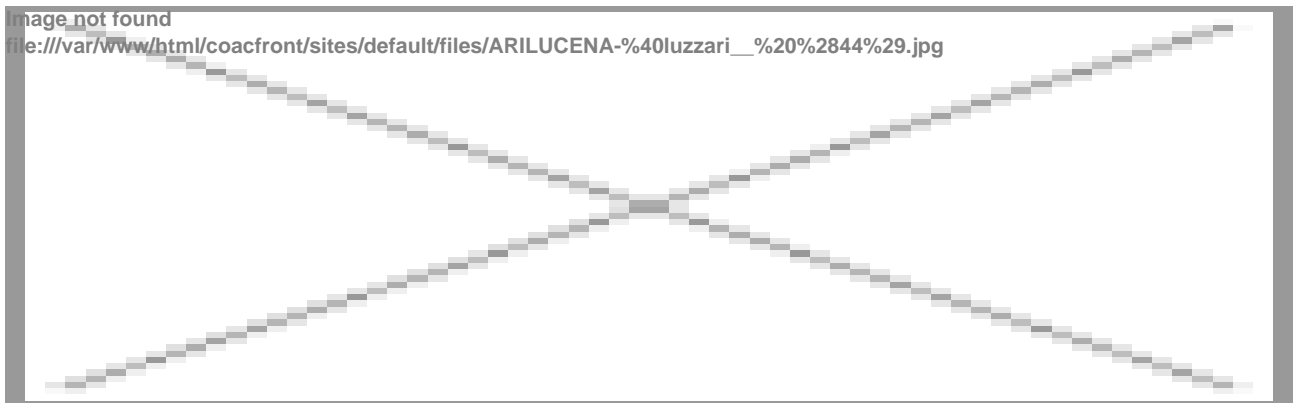 Image not found
file:///var/www/html/coacfront/sites/default/files/ARILUCENA-%40luzzari__%20%2844%29.jpg